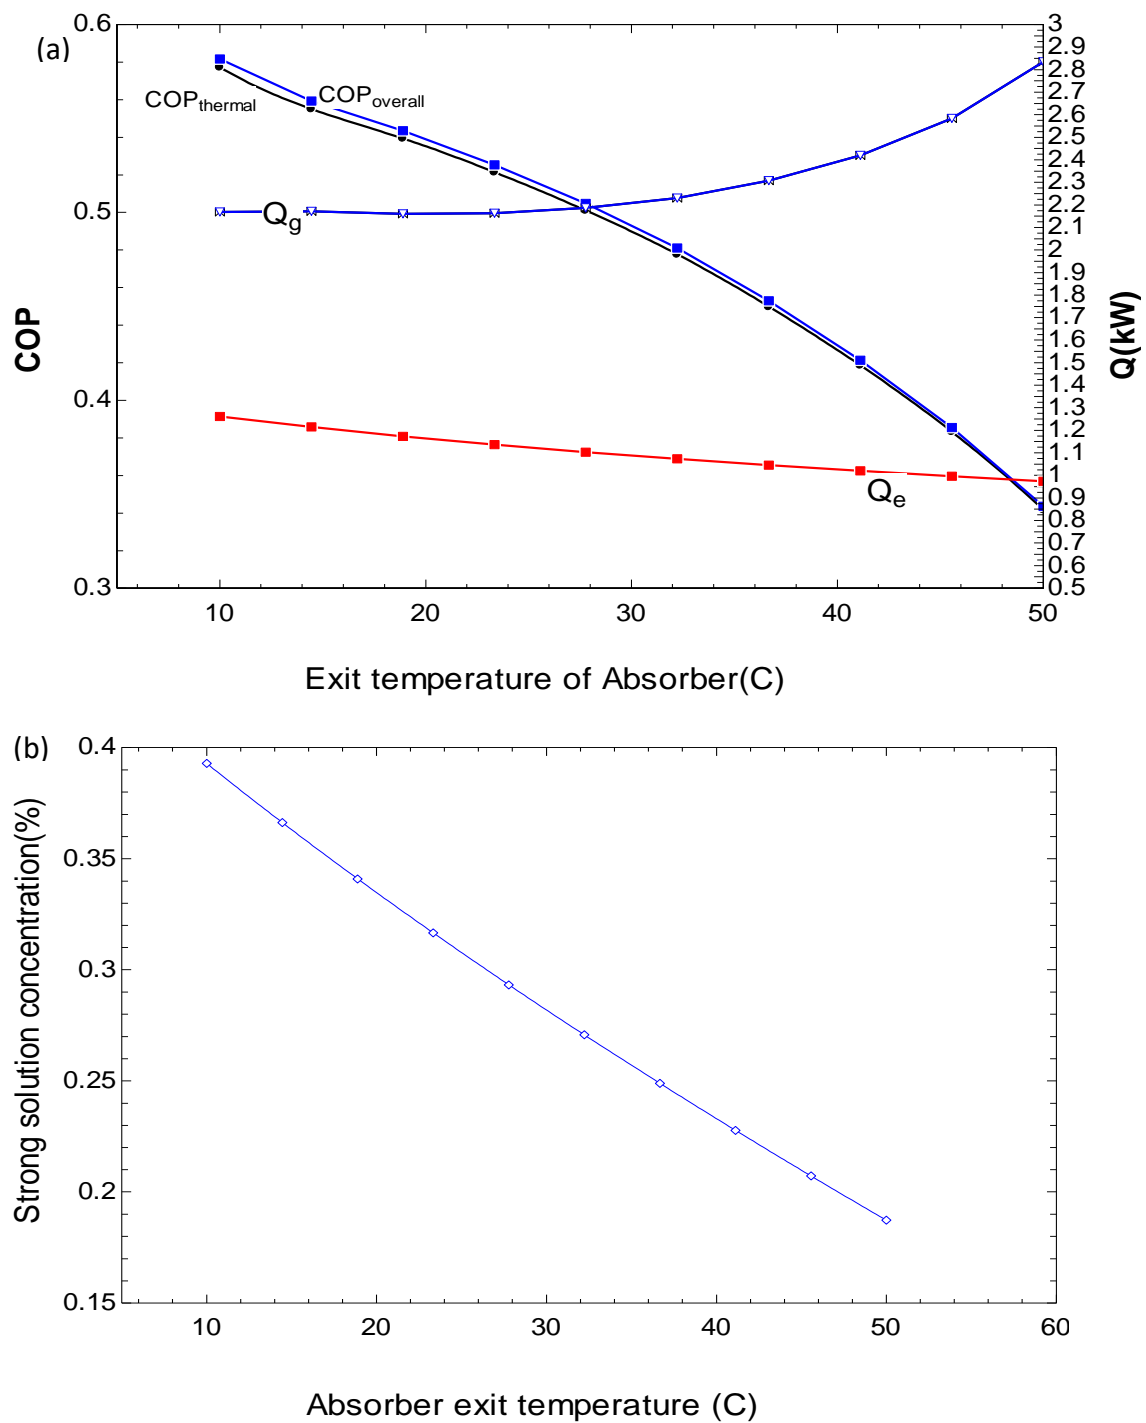 (a)
0.6
0.5
0.4
0.3
COP
COP_thermal
COP_overall
Q_g
Q_e
3
2.9
2.8
2.7
2.6
2.5
2.4
2.3
2.2
2.1
2
1.9
1.8
1.7
1.6
1.5
1.4
1.3
1.2
1.1
1
0.9
0.8
0.7
0.6
0.5
Q(kW)
10 20 30 40 50
Exit temperature of Absorber(C)
(b)
0.4
0.35
0.3
0.25
0.2
0.15
Strong solution concentration(%)
10 20 30 40 50 60
Absorber exit temperature (C)